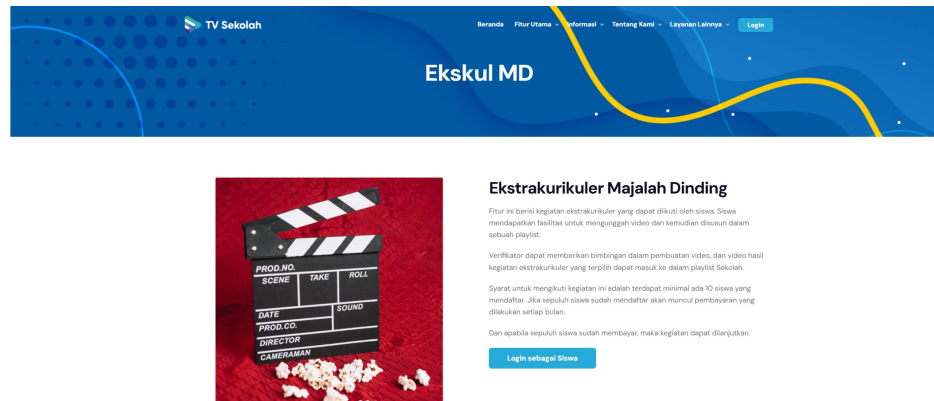 TV Sekolah
Beranda Fitur Utama Informasi Tentang Kami Layanan Lainnya Login
Ekskul MD
Ekstrakurikuler Majalah Dinding
Fitur ini berisi kegiatan ekstrakurikuler yang dapat diikuti oleh siswa. Siswa
mendapatkan fasilitas untuk mengunggah video dan kemudian disusun dalam
sebuah playlist.
Verifikator dapat memberikan bimbingan dalam pembuatan video, dan video hasil
kegiatan ekstrakurikuler yang terpilih dapat masuk ke dalam playlist Sekolah.
Syarat untuk mengikuti kegiatan ini adalah terdapat minimal ada 10 siswa yang
mendaftar. Jika sepuluh siswa sudah mendaftar akan muncul pembayaran yang
dilakukan setiap bulan.
Dan apabila sepuluh siswa sudah membayar, maka kegiatan dapat dilanjutkan.
Login sebagai Siswa
PROD.NO.
SCENE TAKE ROLL
DATE SOUND
PROD.CO.
DIRECTOR
CAMERAMAN